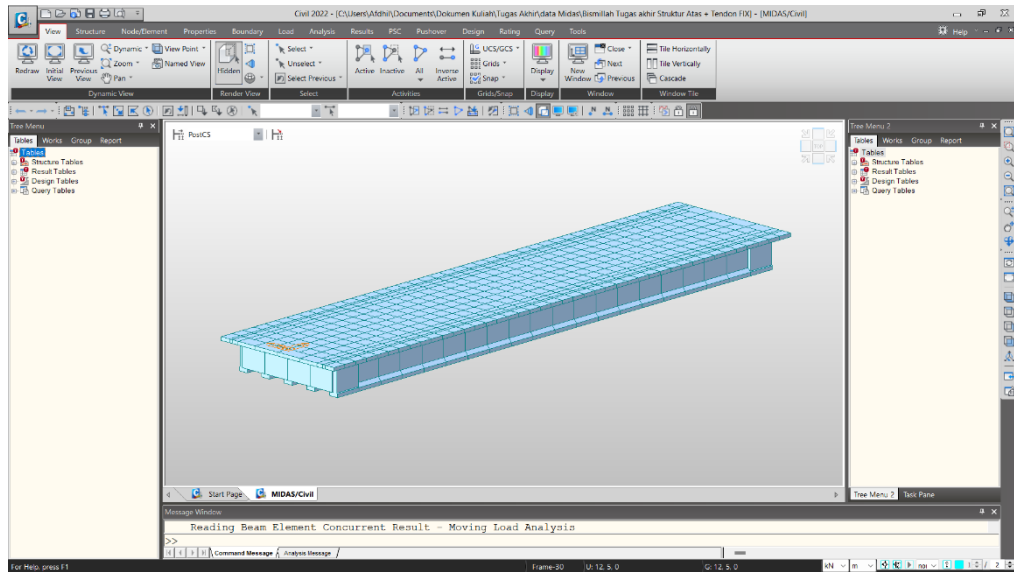 Civil 2022 - [C:\Users\Afdhil\Documents\Dokumen Kuliah\Tugas Akhir\data Midas\Bismillah Tugas akhir Struktur Atas + Tendon FIX] - [MIDAS/Civil]
View Structure Node/Element Properties Boundary Load Analysis Results PSC Pushover Design Rating Query Tools Help
Redraw Initial View Previous View Dynamic Zoom Pan View Point Named View Hidden Select Unselect Select Previous Active Inactive All Inverse Active UCS/GCS Grids Snap Display New Window Close Next Previous Tile Horizontally Tile Vertically Cascade
Dynamic View Render View Select Activities Grids/Snap Display Window Window Tile
Tree Menu
Tables Works Group Report
Tables
Structure Tables
Result Tables
Design Tables
Query Tables
PostCS
TOP
Tree Menu 2
Tables Works Group Report
Tables
Structure Tables
Result Tables
Design Tables
Query Tables
Start Page MIDAS/Civil
Tree Menu 2 Task Pane
Message Window
Reading Beam Element Concurrent Result - Moving Load Analysis
>>
Command Message Analysis Message
For Help, press F1 Frame-30 U: 12, 5, 0 G: 12, 5, 0 kN m non 1 / 2